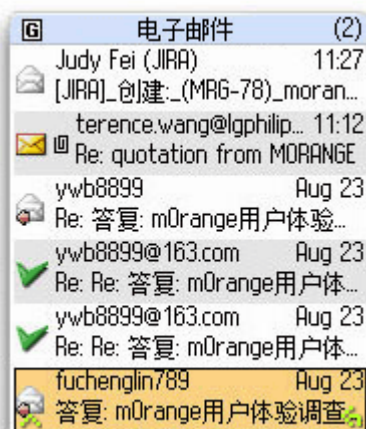 G 电子邮件 (2)
Judy Fei (JIRA) 11:27
[JIRA]_创建:_(MRG-78)_moran...
terence.wang@lgphilip... 11:12
Re: quotation from MORANGE
ywb8899 Aug 23
Re: 答复: mOrange用户体验...
ywb8899@163.com Aug 23
Re: Re: 答复: mOrange用户体...
ywb8899@163.com Aug 23
Re: Re: 答复: mOrange用户体...
fuchenglin789 Aug 23
答复: mOrange用户体验调查